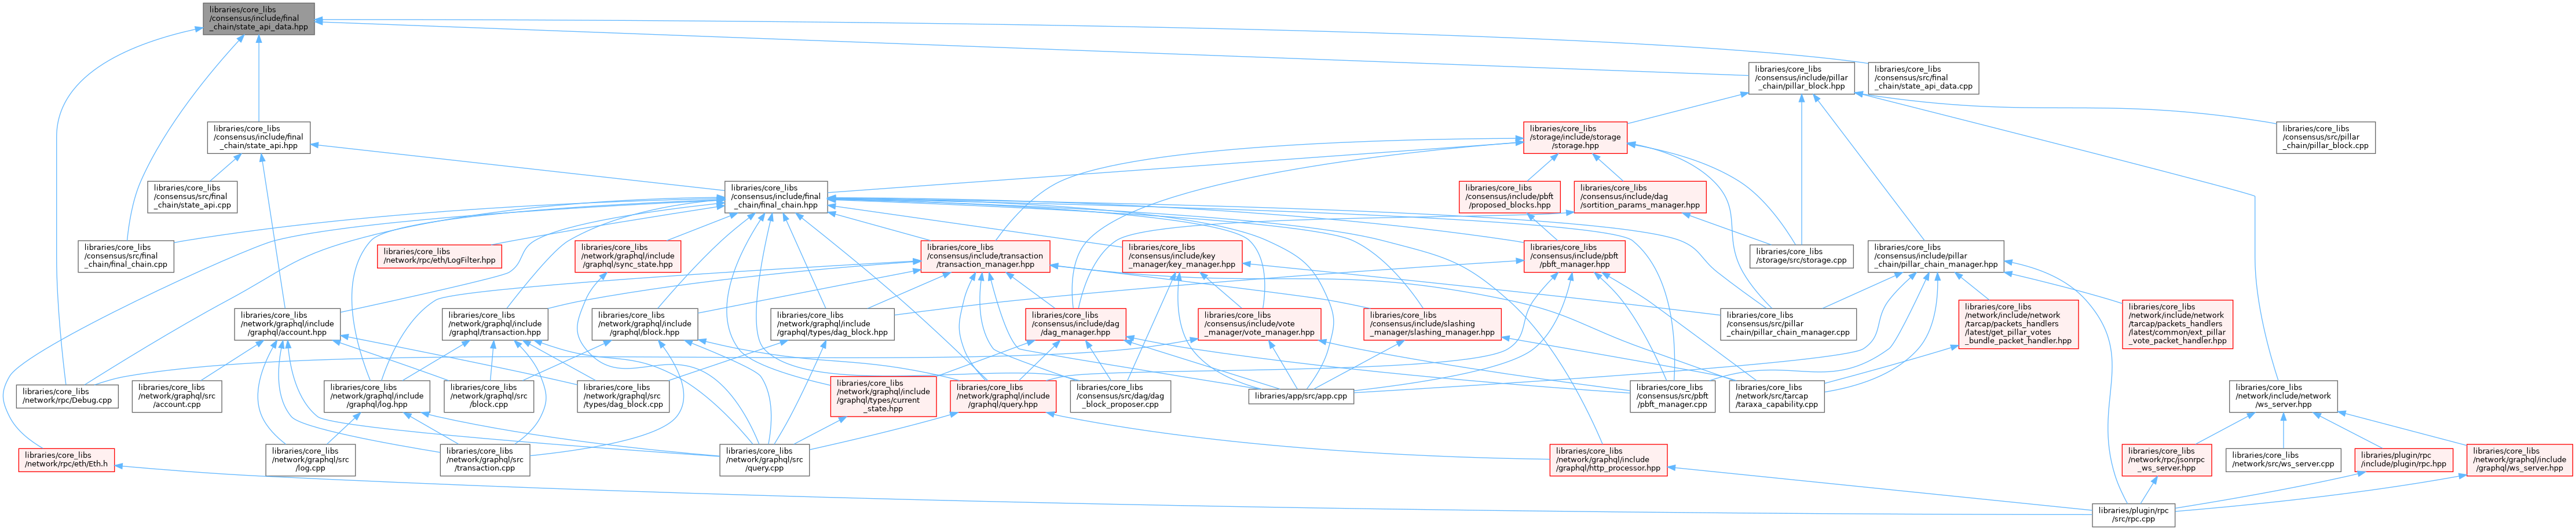 libraries/core_libs
/consensus/include/final
_chain/state_api_data.hpp
libraries/core_libs
/consensus/include/pillar
_chain/pillar_block.hpp
libraries/core_libs
/consensus/src/final
_chain/state_api_data.cpp
libraries/core_libs
/consensus/include/final
_chain/state_api.hpp
libraries/core_libs
/storage/include/storage
/storage.hpp
libraries/core_libs
/consensus/src/pillar
_chain/pillar_block.cpp
libraries/core_libs
/consensus/src/final
_chain/state_api.cpp
libraries/core_libs
/consensus/include/final
_chain/final_chain.hpp
libraries/core_libs
/consensus/include/pbft
/proposed_blocks.hpp
libraries/core_libs
/consensus/include/dag
/sortition_params_manager.hpp
libraries/core_libs
/consensus/src/final
_chain/final_chain.cpp
libraries/core_libs
/network/rpc/eth/LogFilter.hpp
libraries/core_libs
/network/graphql/include
/graphql/sync_state.hpp
libraries/core_libs
/consensus/include/transaction
/transaction_manager.hpp
libraries/core_libs
/consensus/include/key
_manager/key_manager.hpp
libraries/core_libs
/consensus/include/pbft
/pbft_manager.hpp
libraries/core_libs
/storage/src/storage.cpp
libraries/core_libs
/consensus/include/pillar
_chain/pillar_chain_manager.hpp
libraries/core_libs
/network/graphql/include
/graphql/account.hpp
libraries/core_libs
/network/graphql/include
/graphql/transaction.hpp
libraries/core_libs
/network/graphql/include
/graphql/block.hpp
libraries/core_libs
/network/graphql/include
/graphql/types/dag_block.hpp
libraries/core_libs
/consensus/include/dag
/dag_manager.hpp
libraries/core_libs
/consensus/include/vote
_manager/vote_manager.hpp
libraries/core_libs
/consensus/include/slashing
_manager/slashing_manager.hpp
libraries/core_libs
/consensus/src/pillar
_chain/pillar_chain_manager.cpp
libraries/core_libs
/network/include/network
/tarcap/packets_handlers
/latest/get_pillar_votes
_bundle_packet_handler.hpp
libraries/core_libs
/network/include/network
/tarcap/packets_handlers
/latest/common/ext_pillar
_vote_packet_handler.hpp
libraries/core_libs
/network/rpc/Debug.cpp
libraries/core_libs
/network/graphql/src
/account.cpp
libraries/core_libs
/network/graphql/include
/graphql/log.hpp
libraries/core_libs
/network/graphql/src
/block.cpp
libraries/core_libs
/network/graphql/src
/types/dag_block.cpp
libraries/core_libs
/network/graphql/include
/graphql/types/current
_state.hpp
libraries/core_libs
/network/graphql/include
/graphql/query.hpp
libraries/core_libs
/consensus/src/dag/dag
_block_proposer.cpp
libraries/app/src/app.cpp
libraries/core_libs
/consensus/src/pbft
/pbft_manager.cpp
libraries/core_libs
/network/src/tarcap
/taraxa_capability.cpp
libraries/core_libs
/network/include/network
/ws_server.hpp
libraries/core_libs
/network/rpc/eth/Eth.h
libraries/core_libs
/network/graphql/src
/log.cpp
libraries/core_libs
/network/graphql/src
/transaction.cpp
libraries/core_libs
/network/graphql/src
/query.cpp
libraries/core_libs
/network/graphql/include
/graphql/http_processor.hpp
libraries/core_libs
/network/rpc/jsonrpc
_ws_server.hpp
libraries/core_libs
/network/src/ws_server.cpp
libraries/plugin/rpc
/include/plugin/rpc.hpp
libraries/core_libs
/network/graphql/include
/graphql/ws_server.hpp
libraries/plugin/rpc
/src/rpc.cpp